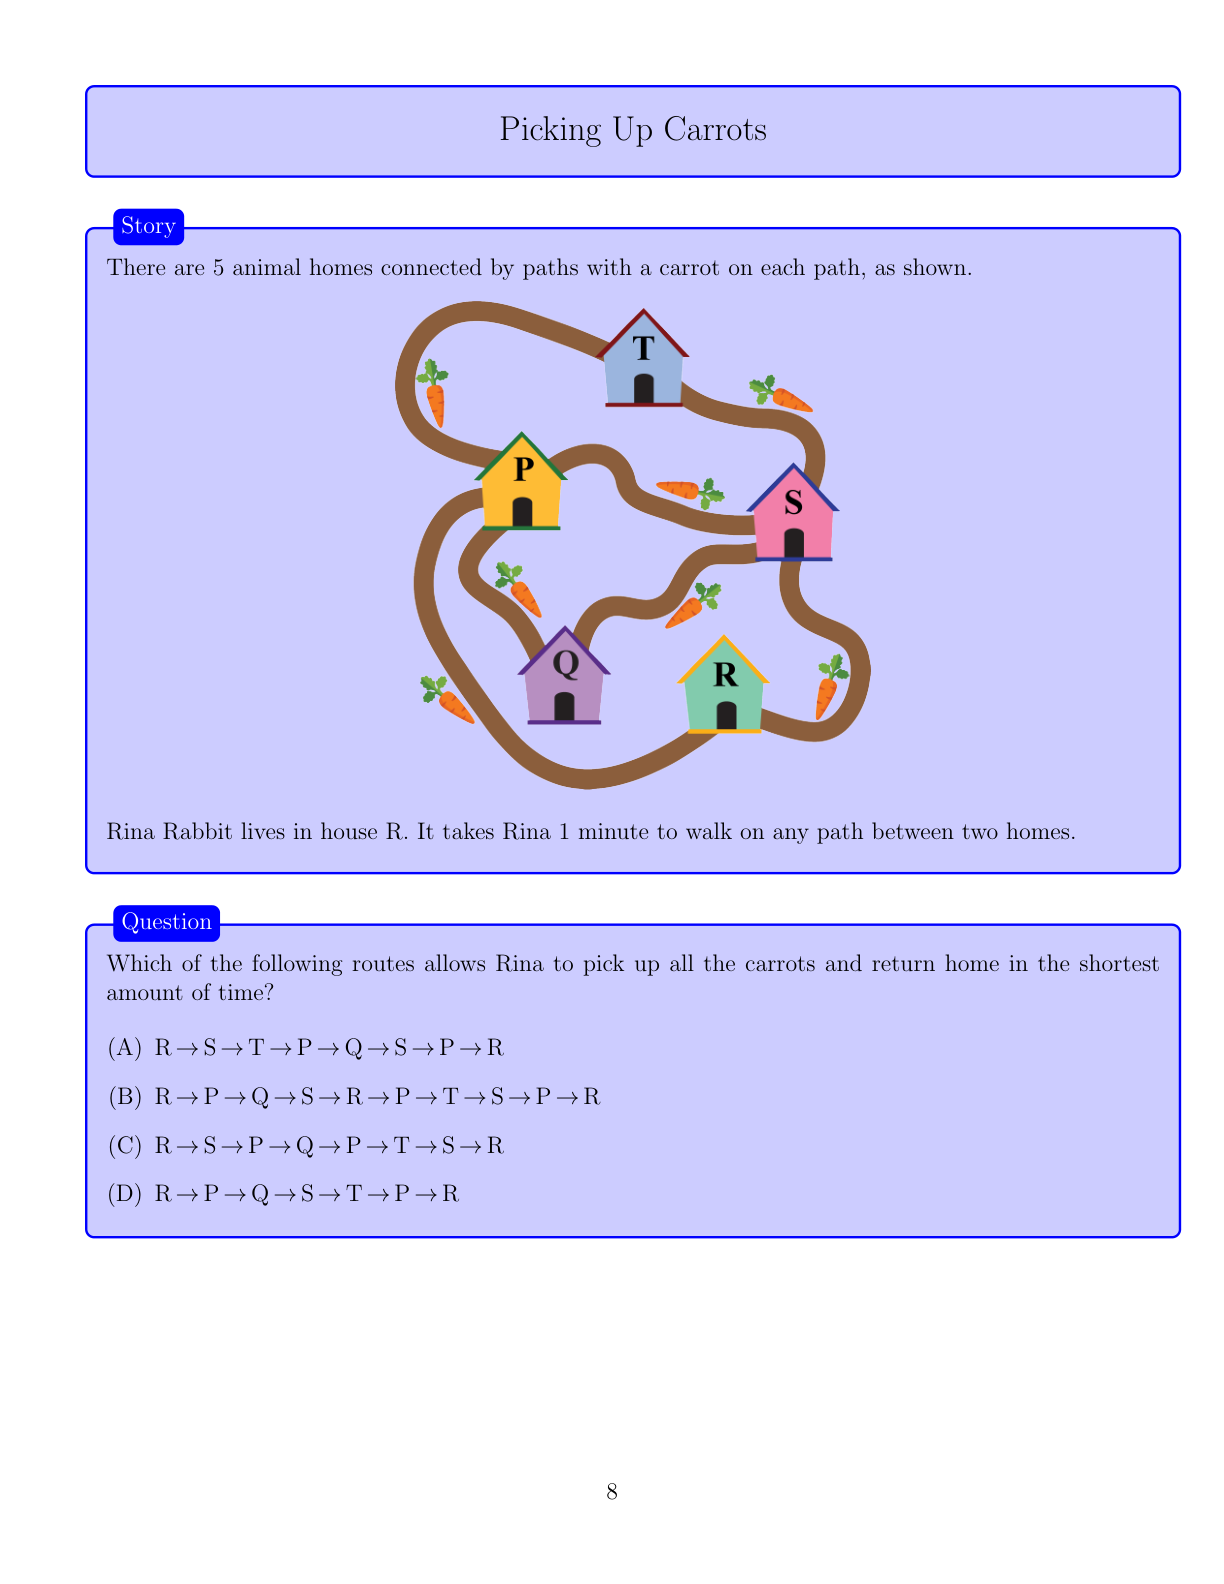 Picking Up Carrots
Story
There are 5 animal homes connected by paths with a carrot on each path, as shown.
T
P
S
Q
R
Rina Rabbit lives in house R. It takes Rina 1 minute to walk on any path between two homes.
Question
Which of the following routes allows Rina to pick up all the carrots and return home in the shortest
amount of time?
(A) R→S→T→P→Q→S→P→R
(B) R→P→Q→S→R→P→T→S→P→R
(C) R→S→P→Q→P→T→S→R
(D) R→P→Q→S→T→P→R
8